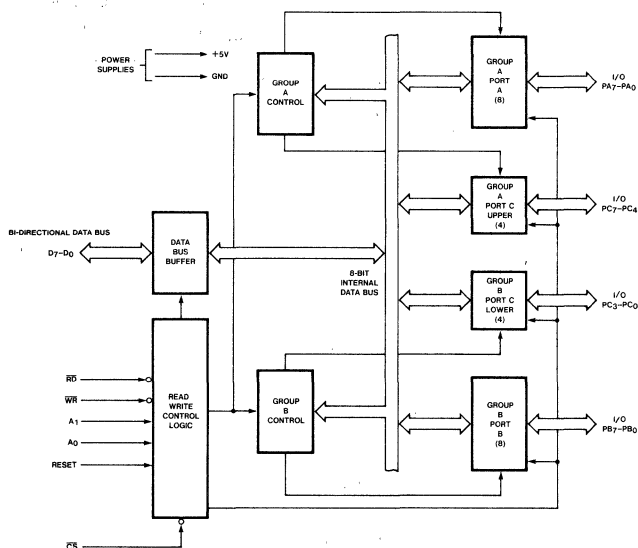 POWER
SUPPLIES
+5V
GND
GROUP
A
CONTROL
GROUP
A
PORT
A
(8)
I/O
PA7-PA0
GROUP
A
PORT C
UPPER
(4)
I/O
PC7-PC4
BI-DIRECTIONAL DATA BUS
D7-D0
DATA
BUS
BUFFER
8-BIT
INTERNAL
DATA BUS
GROUP
B
PORT C
LOWER
(4)
I/O
PC3-PC0
RD
WR
A1
A0
RESET
CS
READ
WRITE
CONTROL
LOGIC
GROUP
B
CONTROL
GROUP
B
PORT
B
(8)
I/O
PB7-PB0